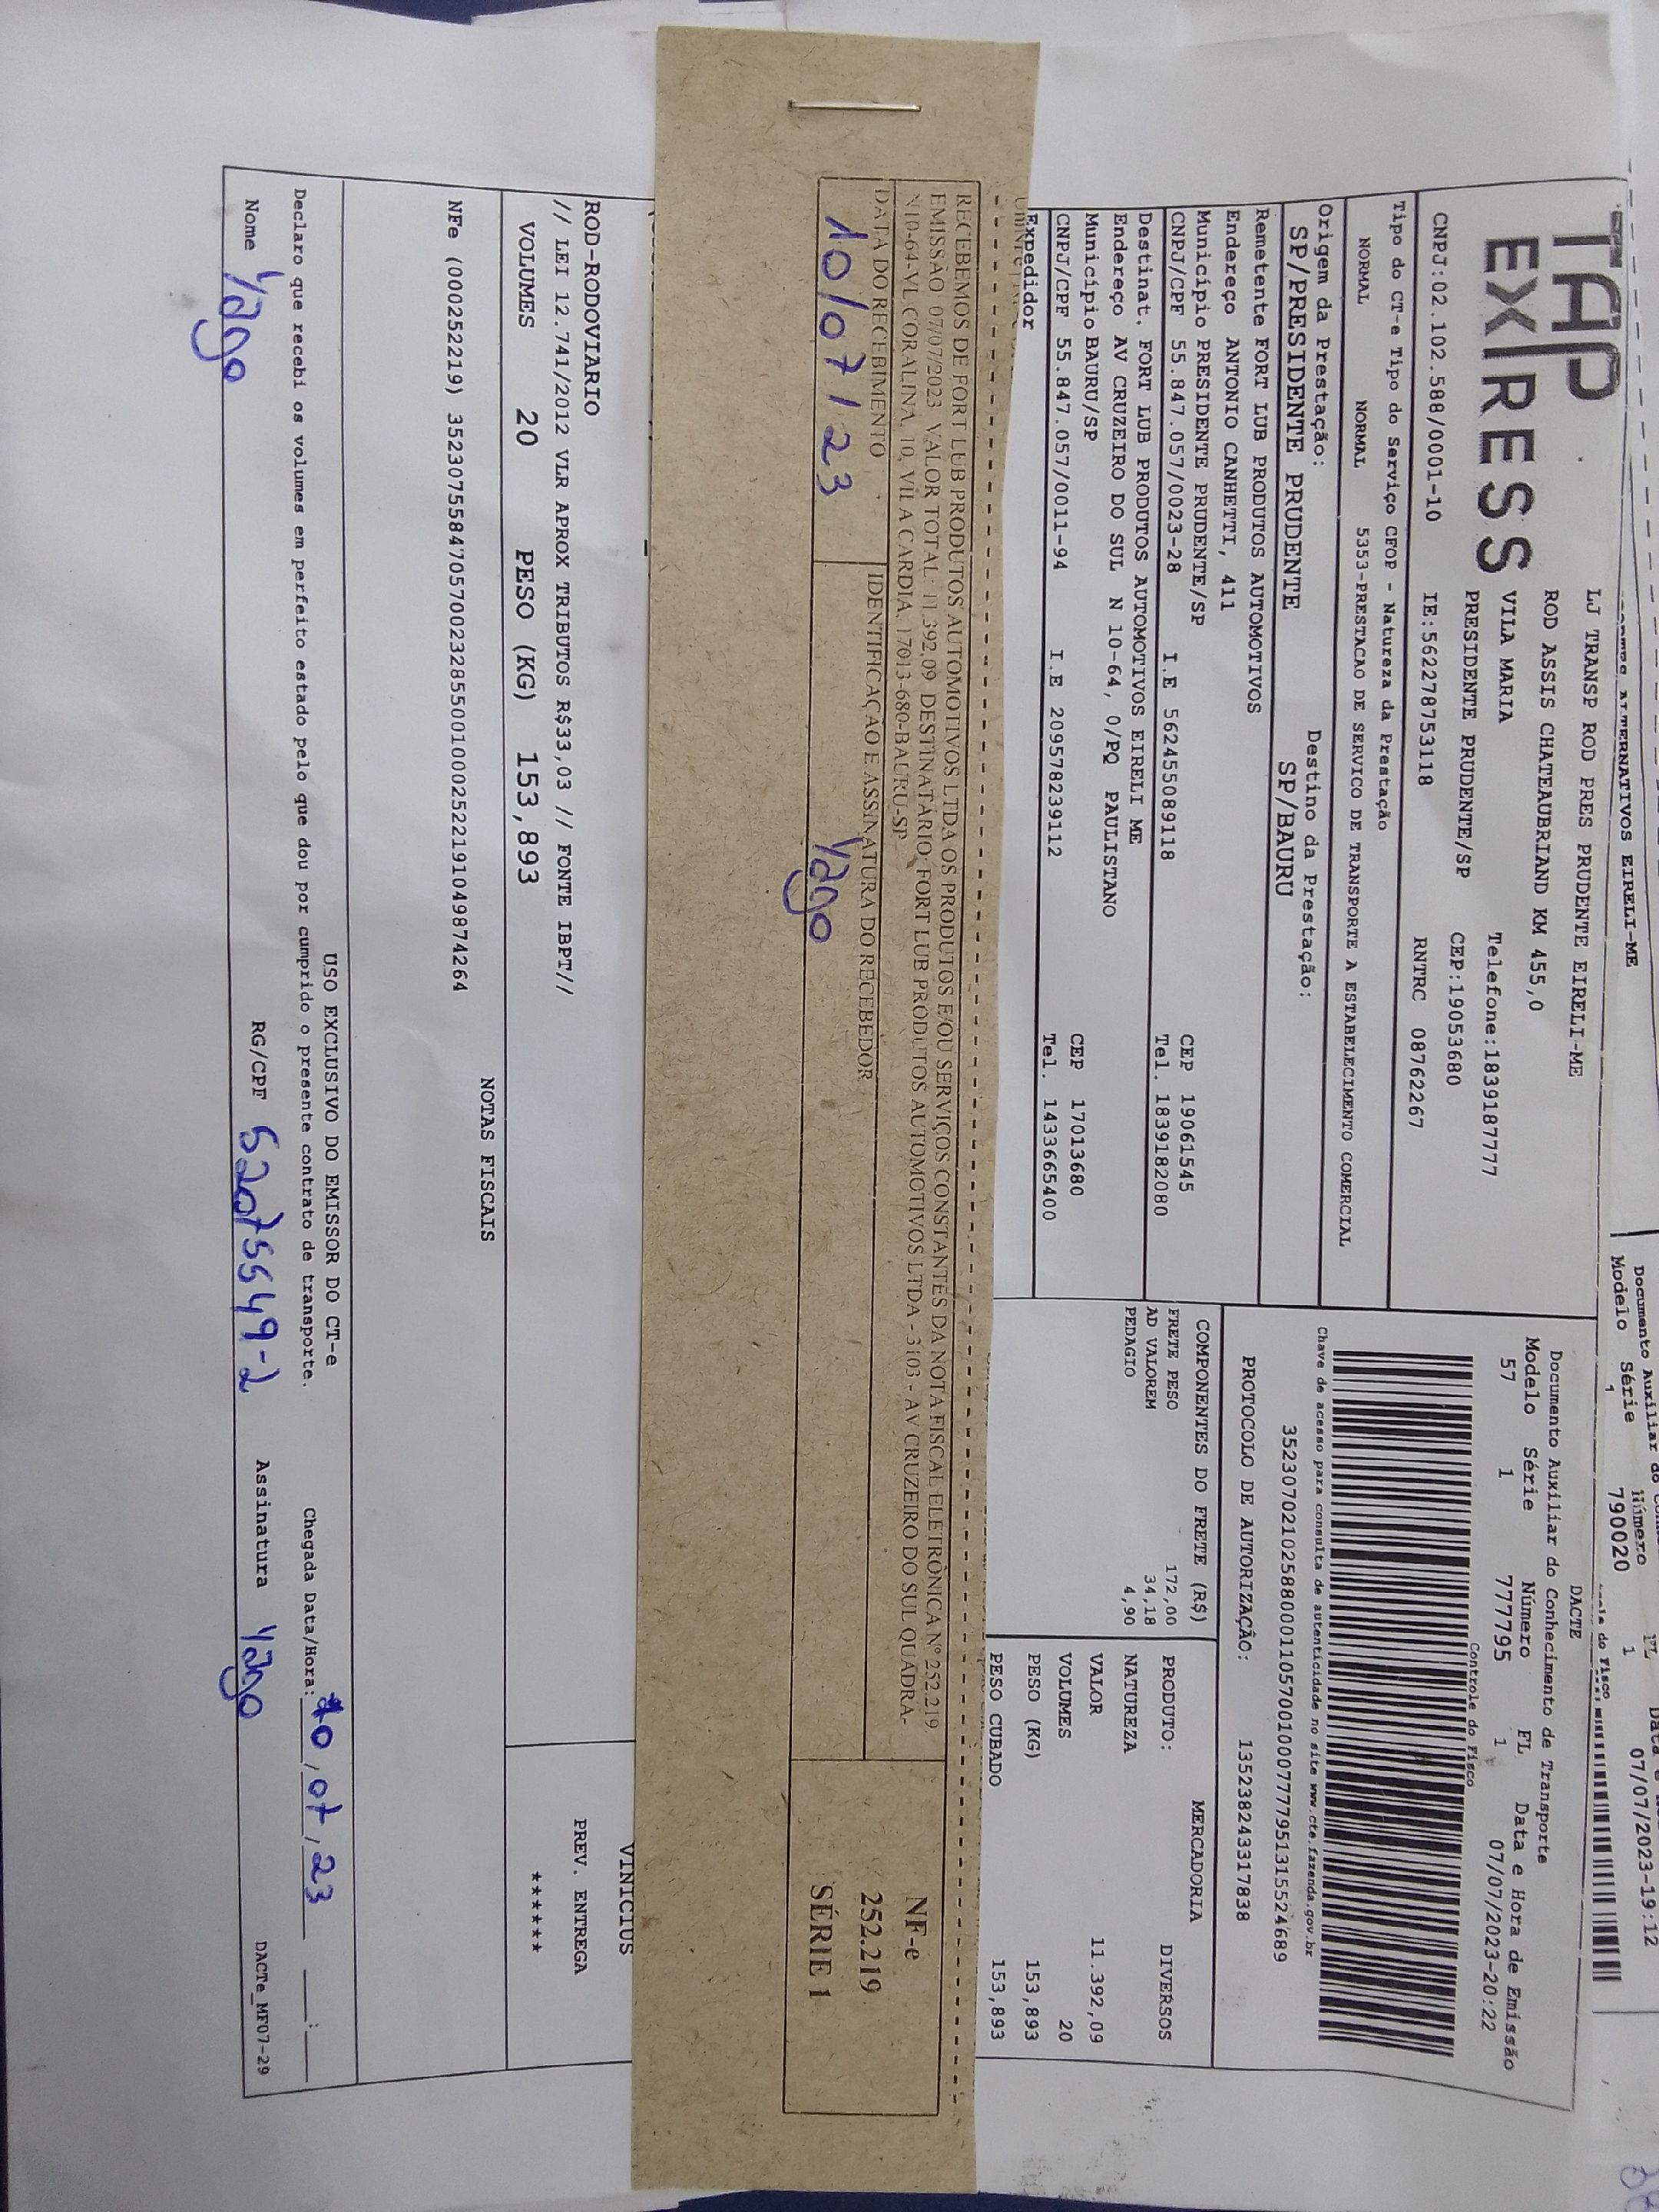 RNATIVOS EIRELI-ME
Documento Auxiliar do
Modelo Série Número FL
1 790020 1 07/07/2023-19:12
TAP
EXPRESS
LJ TRANSP ROD PRES PRUDENTE EIRELI-ME
ROD ASSIS CHATEAUBRIAND KM 455,0
VILA MARIA Telefone:1839187777
PRESIDENTE PRUDENTE/SP CEP:19053680
CNPJ:02.102.588/0001-10 IE:562278753118 RNTRC 08762267
DACTE
Documento Auxiliar do Conhecimento de Transporte
Modelo Série Número FL Data e Hora de Emissão
57 1 777795 1 07/07/2023-20:22
Controle do Fisco
Tipo do CT-e Tipo do Serviço CFOP - Natureza da Prestação
NORMAL NORMAL 5353-PRESTACAO DE SERVICO DE TRANSPORTE A ESTABELECIMENTO COMERCIAL
Chave de acesso para consulta de autenticidade no site www.cte.fazenda.gov.br
35230702102588000110570010007777951315524689
Origem da Prestação: Destino da Prestação:
SP/PRESIDENTE PRUDENTE SP/BAURU
PROTOCOLO DE AUTORIZAÇÃO: 135238243317838
Remetente FORT LUB PRODUTOS AUTOMOTIVOS
Endereço ANTONIO CANHETTI, 411
Município PRESIDENTE PRUDENTE/SP CEP 19061545
CNPJ/CPF 55.847.057/0023-28 I.E 562455089118 Tel. 1839182080
Destinat. FORT LUB PRODUTOS AUTOMOTIVOS EIRELI ME
Endereço AV CRUZEIRO DO SUL N 10-64, 0/PQ PAULISTANO
Município BAURU/SP CEP 17013680
CNPJ/CPF 55.847.057/0011-94 I.E 209578239112 Tel. 1433665400
Expedidor
COMPONENTES DO FRETE (R$)
FRETE PESO 172,00
AD VALOREM 34,18
PEDAGIO 4,90
MERCADORIA
PRODUTO: DIVERSOS
NATUREZA
VALOR 11.392,09
VOLUMES 20
PESO (KG) 153,893
PESO CUBADO 153,893
RECEBEMOS DE FORT LUB PRODUTOS AUTOMOTIVOS LTDA OS PRODUTOS E/OU SERVIÇOS CONSTANTES DA NOTA FISCAL ELETRÔNICA Nº 252.219
EMISSÃO 07/07/2023 VALOR TOTAL 11.392,09 DESTINATÁRIO: FORT LUB PRODUTOS AUTOMOTIVOS LTDA - 3103 - AV CRUZEIRO DO SUL QUADRA-
N10-64-VL CORALINA, 10, VILA CARDIA, 17013-680-BAURU-SP
DATA DO RECEBIMENTO IDENTIFICAÇÃO E ASSINATURA DO RECEBEDOR
10/07/23 Yago
NF-e
252.219
SÉRIE 1
VINICIUS
ROD-RODOVIARIO
// LEI 12.741/2012 VLR APROX TRIBUTOS R$33,03 // FONTE IBPT//
VOLUMES 20 PESO (KG) 153,893
PREV. ENTREGA
******
NOTAS FISCAIS
NFe (000252219) 35230755847057002328550010002522191049874264
USO EXCLUSIVO DO EMISSOR DO CT-e
Declaro que recebi os volumes em perfeito estado pelo que dou por cumprido o presente contrato de transporte. Chegada Data/Hora: 10/07/23 __:__
Nome Yago RG/CPF 52075549-2 Assinatura Yago DACTe_MF07-29